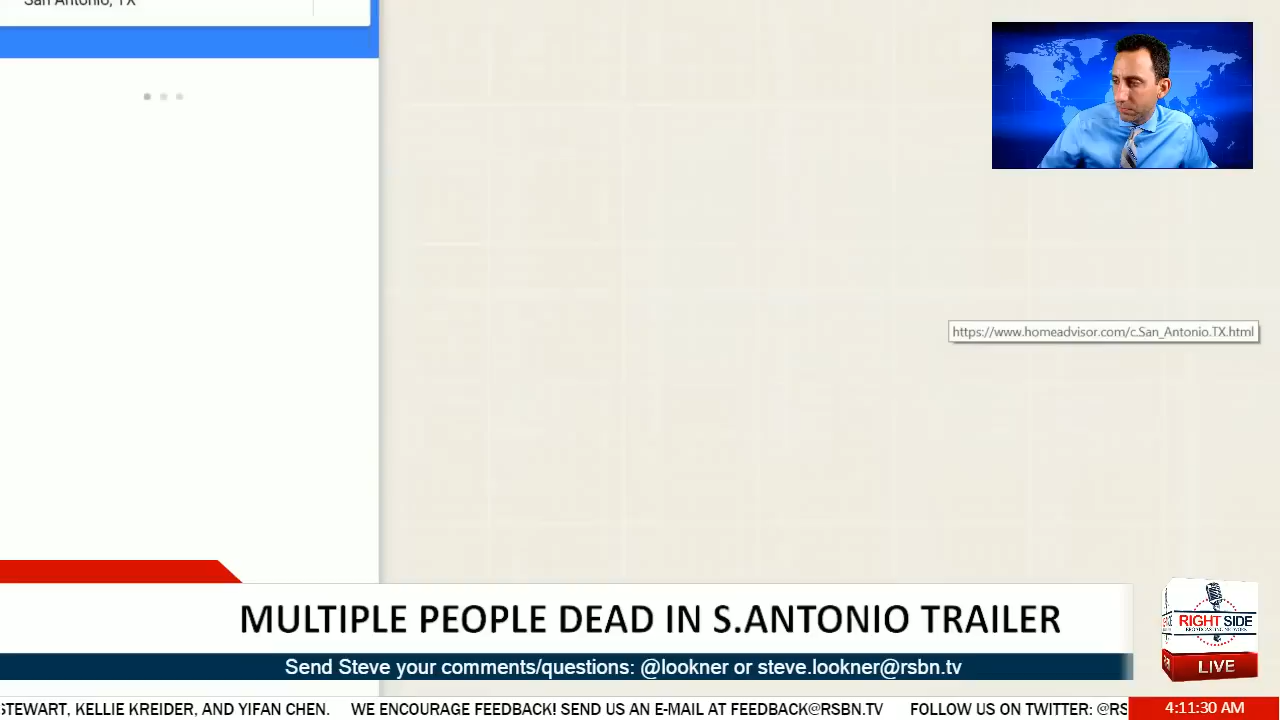 San Antonio, TX
https://www.homeadvisor.com/c.San_Antonio.TX.html
MULTIPLE PEOPLE DEAD IN S.ANTONIO TRAILER
Send Steve your comments/questions: @lookner or steve.lookner@rsbn.tv
RIGHT SIDE
BROADCASTING NETWORK
LIVE
STEWART, KELLIE KREIDER, AND YIFAN CHEN. WE ENCOURAGE FEEDBACK! SEND US AN E-MAIL AT FEEDBACK@RSBN.TV FOLLOW US ON TWITTER: @RS
4:11:30 AM